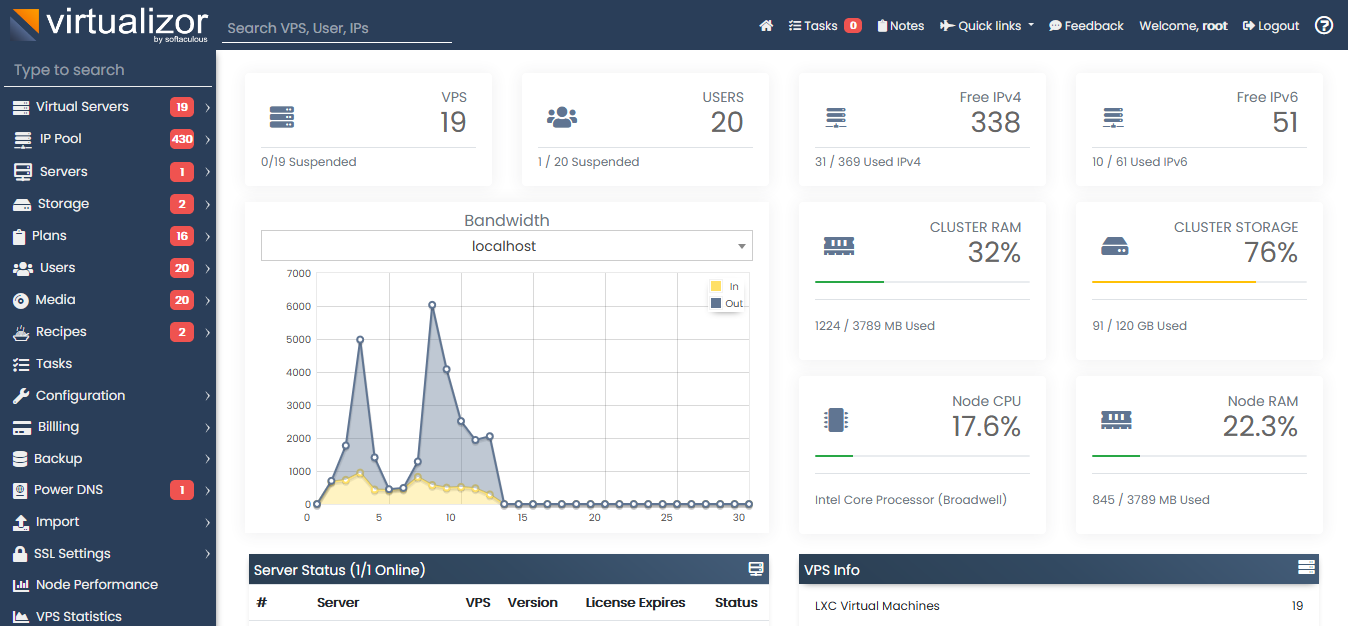 virtualizor
by softaculous
Search VPS, User, IPs
Tasks 0
Notes
Quick links
Feedback
Welcome, root
Logout
?
Type to search
Virtual Servers 19
IP Pool 430
Servers 1
Storage 2
Plans 16
Users 20
Media 20
Recipes 2
Tasks
Configuration
Billling
Backup
Power DNS 1
Import
SSL Settings
Node Performance
VPS Statistics
VPS
19
0/19 Suspended
USERS
20
1 / 20 Suspended
Free IPv4
338
31 / 369 Used IPv4
Free IPv6
51
10 / 61 Used IPv6
Bandwidth
localhost
7000
6000
5000
4000
3000
2000
1000
0
0 5 10 15 20 25 30
In
Out
CLUSTER RAM
32%
1224 / 3789 MB Used
CLUSTER STORAGE
76%
91 / 120 GB Used
Node CPU
17.6%
Intel Core Processor (Broadwell)
Node RAM
22.3%
845 / 3789 MB Used
Server Status (1/1 Online)
# Server VPS Version License Expires Status
VPS Info
LXC Virtual Machines 19